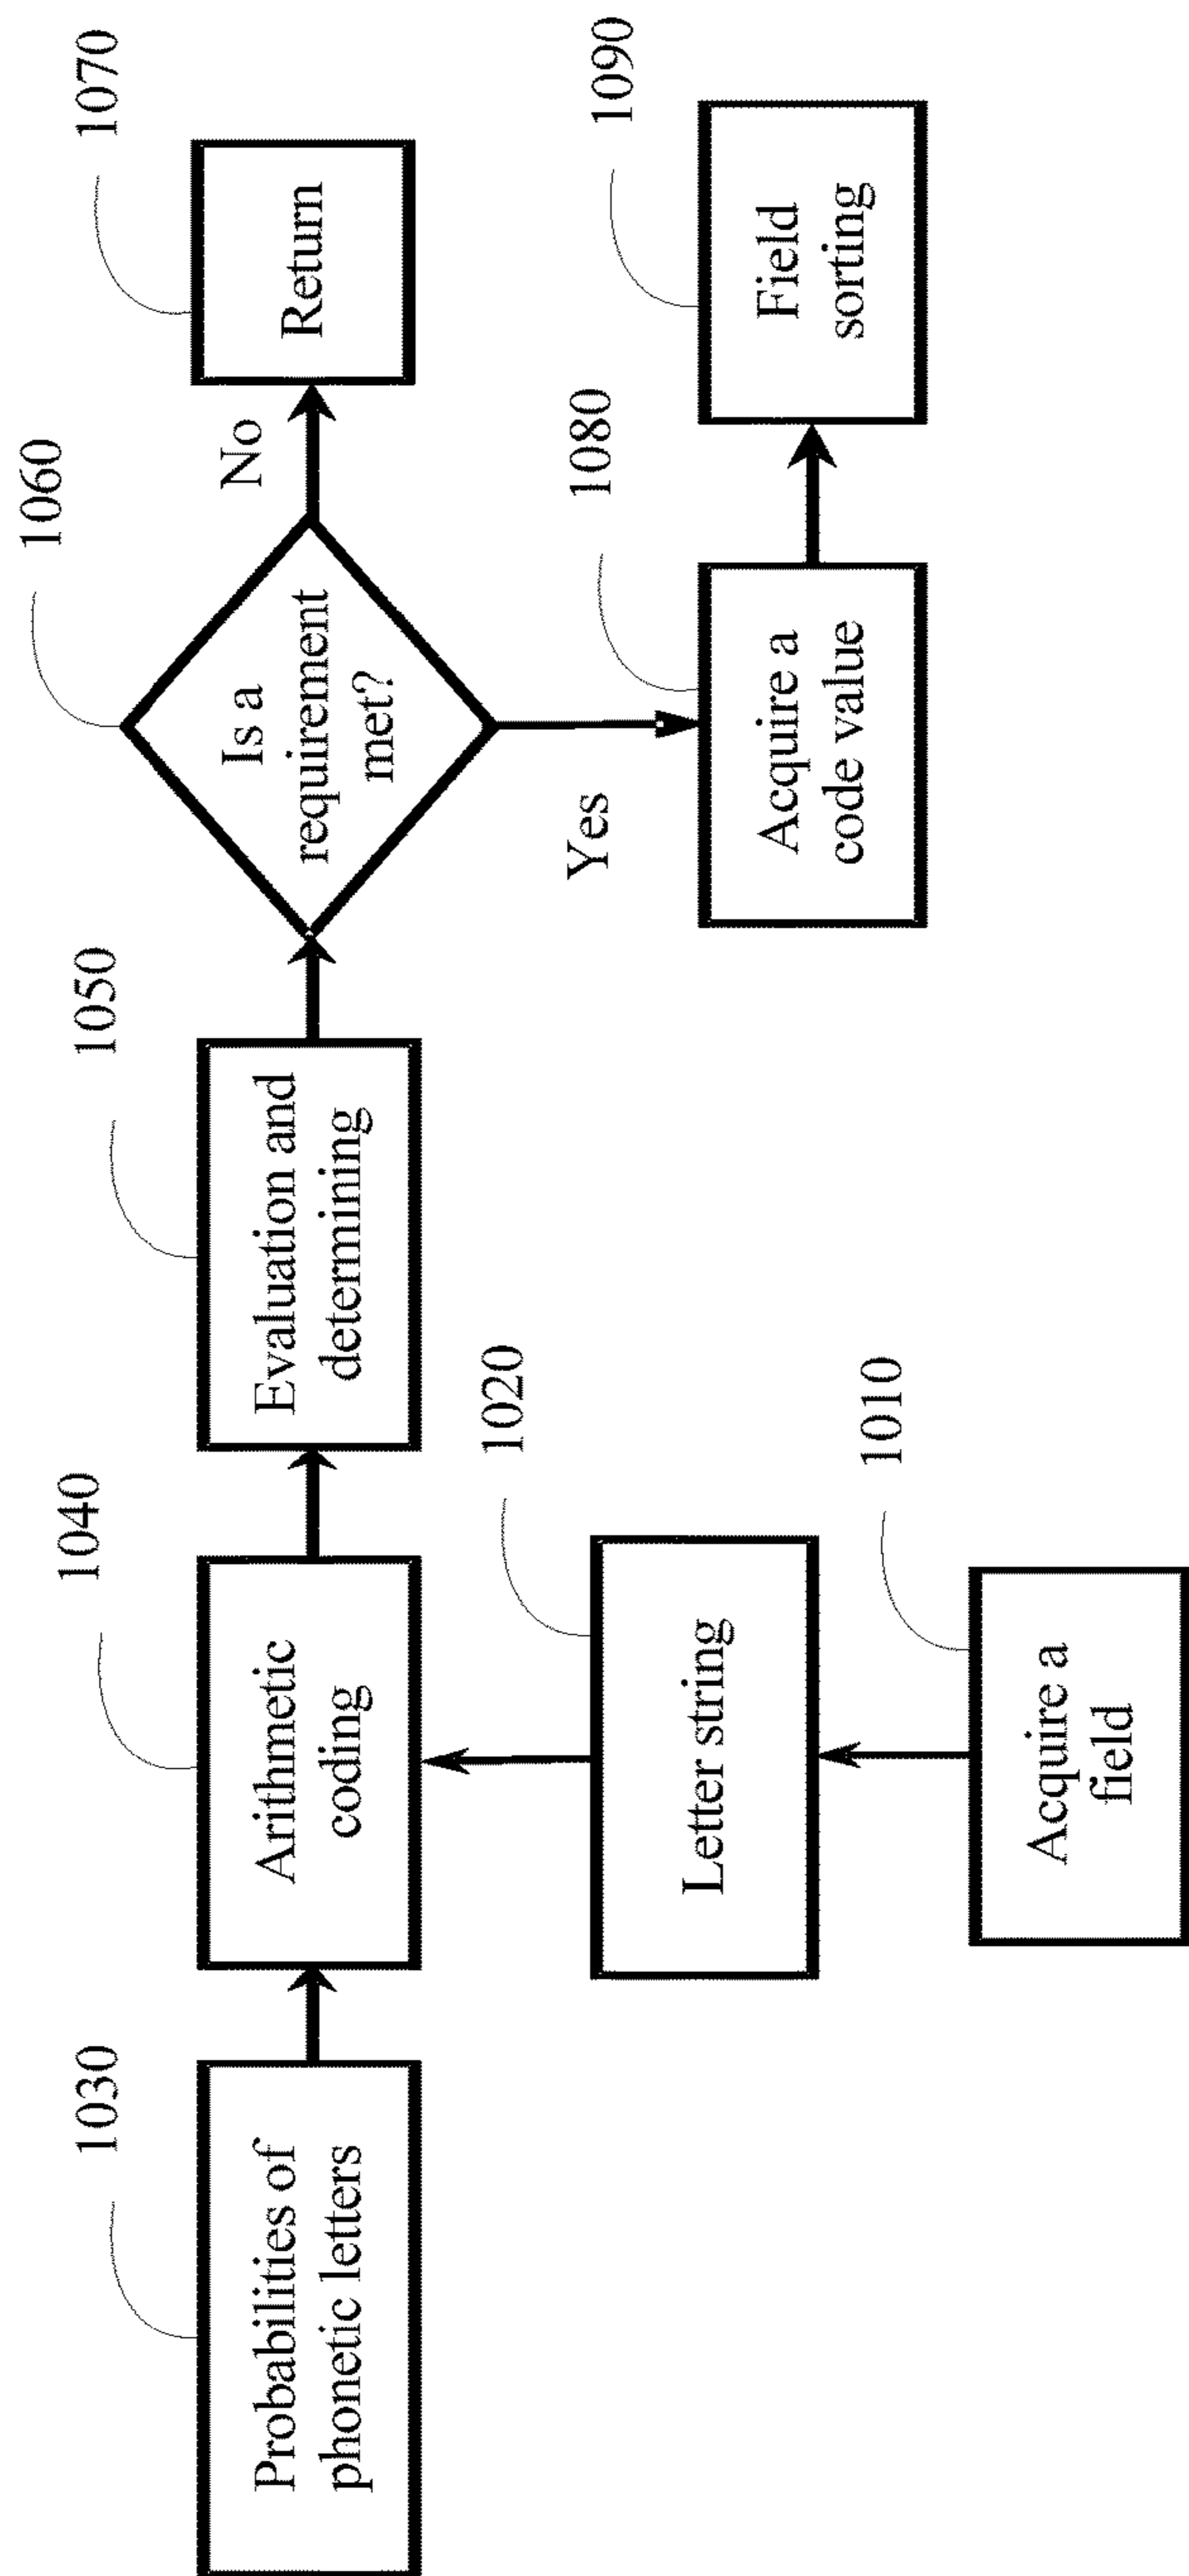 1030
Probabilities of
phonetic letters
1040
Arithmetic
coding
1050
Evaluation and
determining
1060
Is a
requirement
met?
No
1070
Return
Yes
1020
Letter string
1010
Acquire a
field
1080
Acquire a
code value
1090
Field
sorting